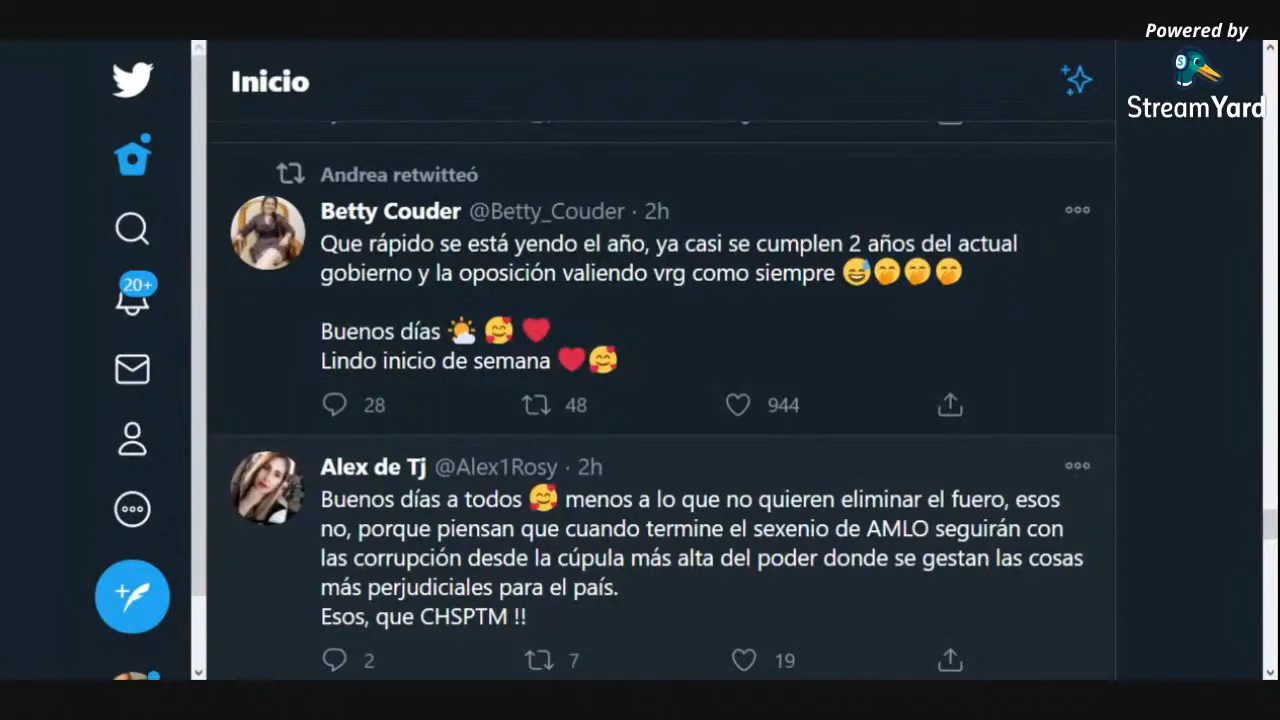 Powered by
StreamYard
Inicio
Andrea retwitteó
Betty Couder @Betty_Couder · 2h
Que rápido se está yendo el año, ya casi se cumplen 2 años del actual
gobierno y la oposición valiendo vrg como siempre 😅🤭🤭🤭
Buenos días 🌤️ 🥰 ❤️
Lindo inicio de semana ❤️🥰
28 48 944
20+
Alex de Tj @Alex1Rosy · 2h
Buenos días a todos 🥰 menos a lo que no quieren eliminar el fuero, esos
no, porque piensan que cuando termine el sexenio de AMLO seguirán con
las corrupción desde la cúpula más alta del poder donde se gestan las cosas
más perjudiciales para el país.
Esos, que CHSPTM !!
2 7 19